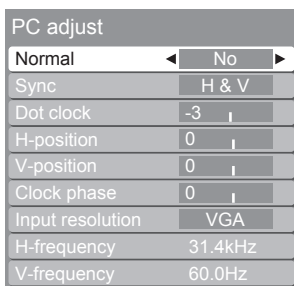 PC adjust
Normal No
Sync H & V
Dot clock -3
H-position 0
V-position 0
Clock phase 0
Input resolution VGA
H-frequency 31.4kHz
V-frequency 60.0Hz